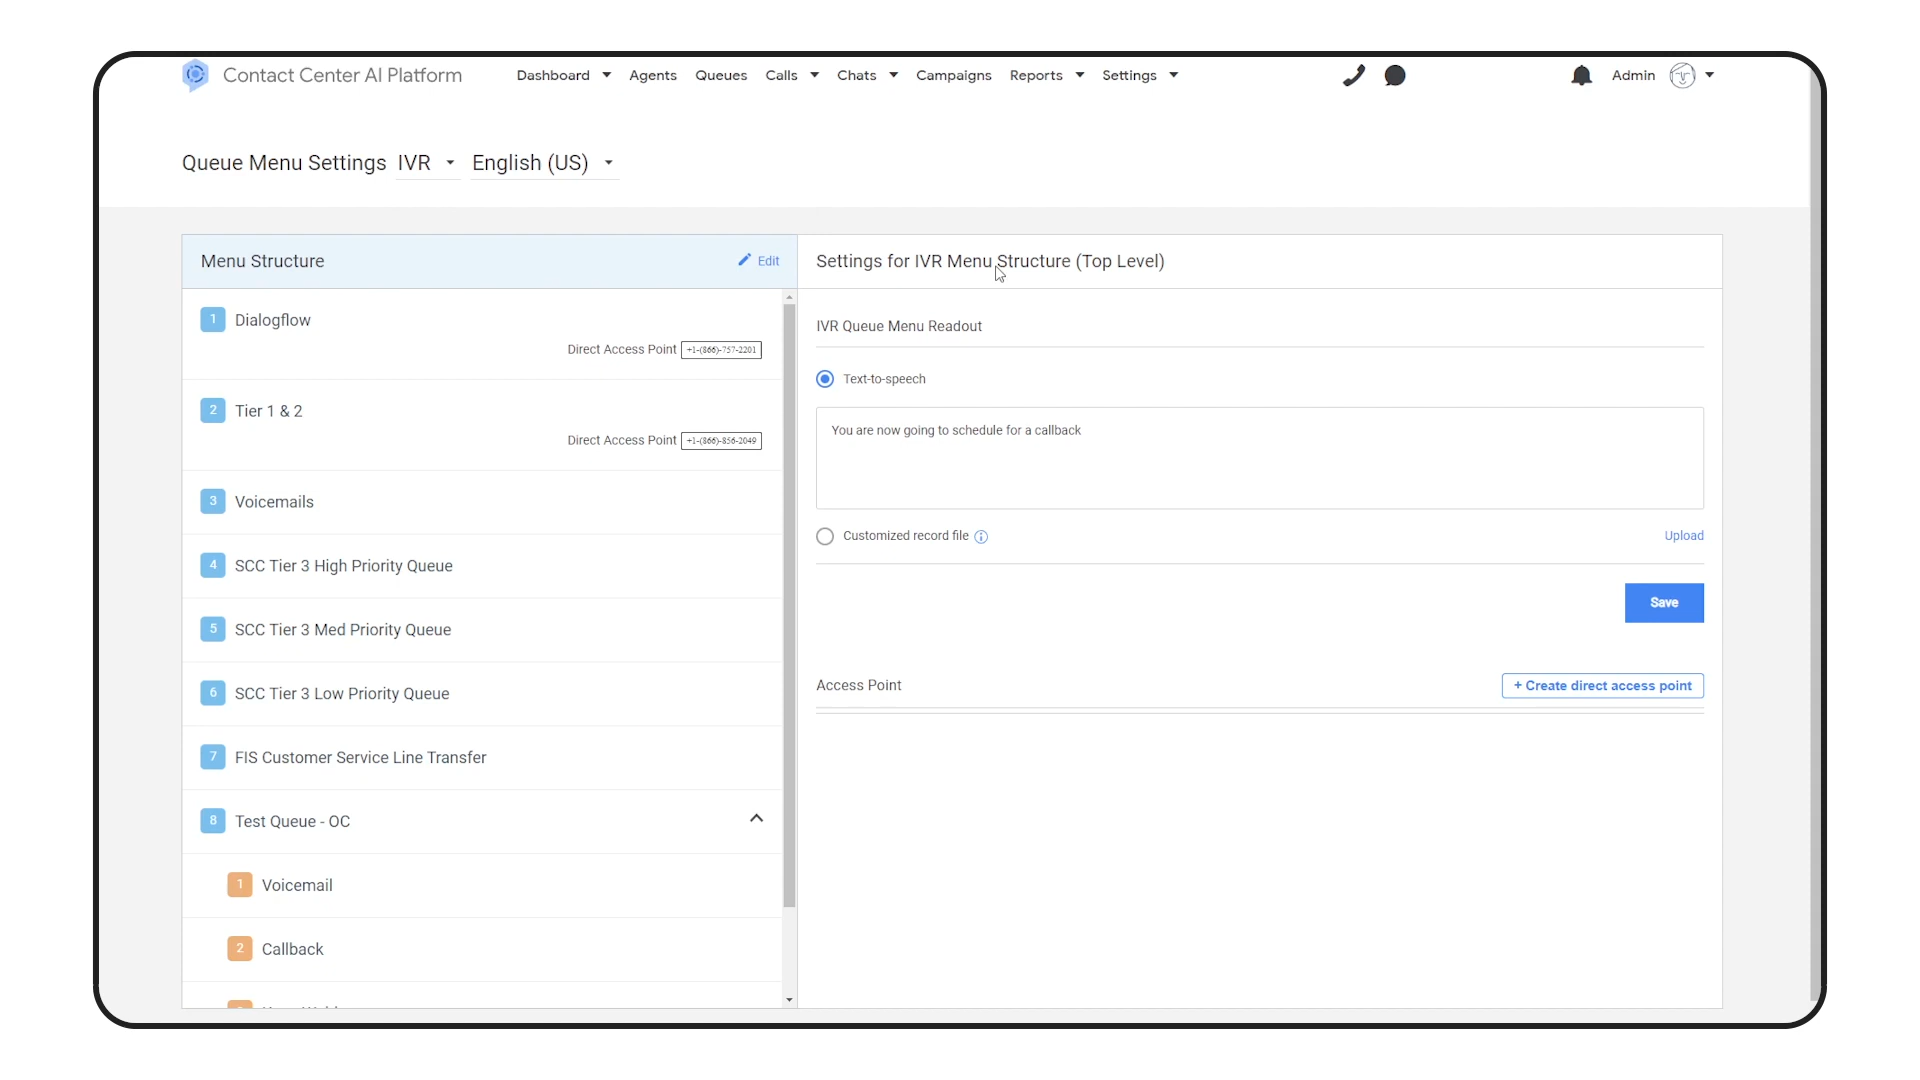 Contact Center AI Platform
Dashboard Agents Queues Calls Chats Campaigns Reports Settings Admin
Queue Menu Settings IVR English (US)
Menu Structure
Edit
1 Dialogflow
Direct Access Point +1-(866)-757-2201
2 Tier 1 & 2
Direct Access Point +1-(866)-856-2049
3 Voicemails
4 SCC Tier 3 High Priority Queue
5 SCC Tier 3 Med Priority Queue
6 SCC Tier 3 Low Priority Queue
7 FIS Customer Service Line Transfer
8 Test Queue - OC
1 Voicemail
2 Callback
Settings for IVR Menu Structure (Top Level)
IVR Queue Menu Readout
Text-to-speech
You are now going to schedule for a callback
Customized record file
Upload
Save
Access Point
+ Create direct access point